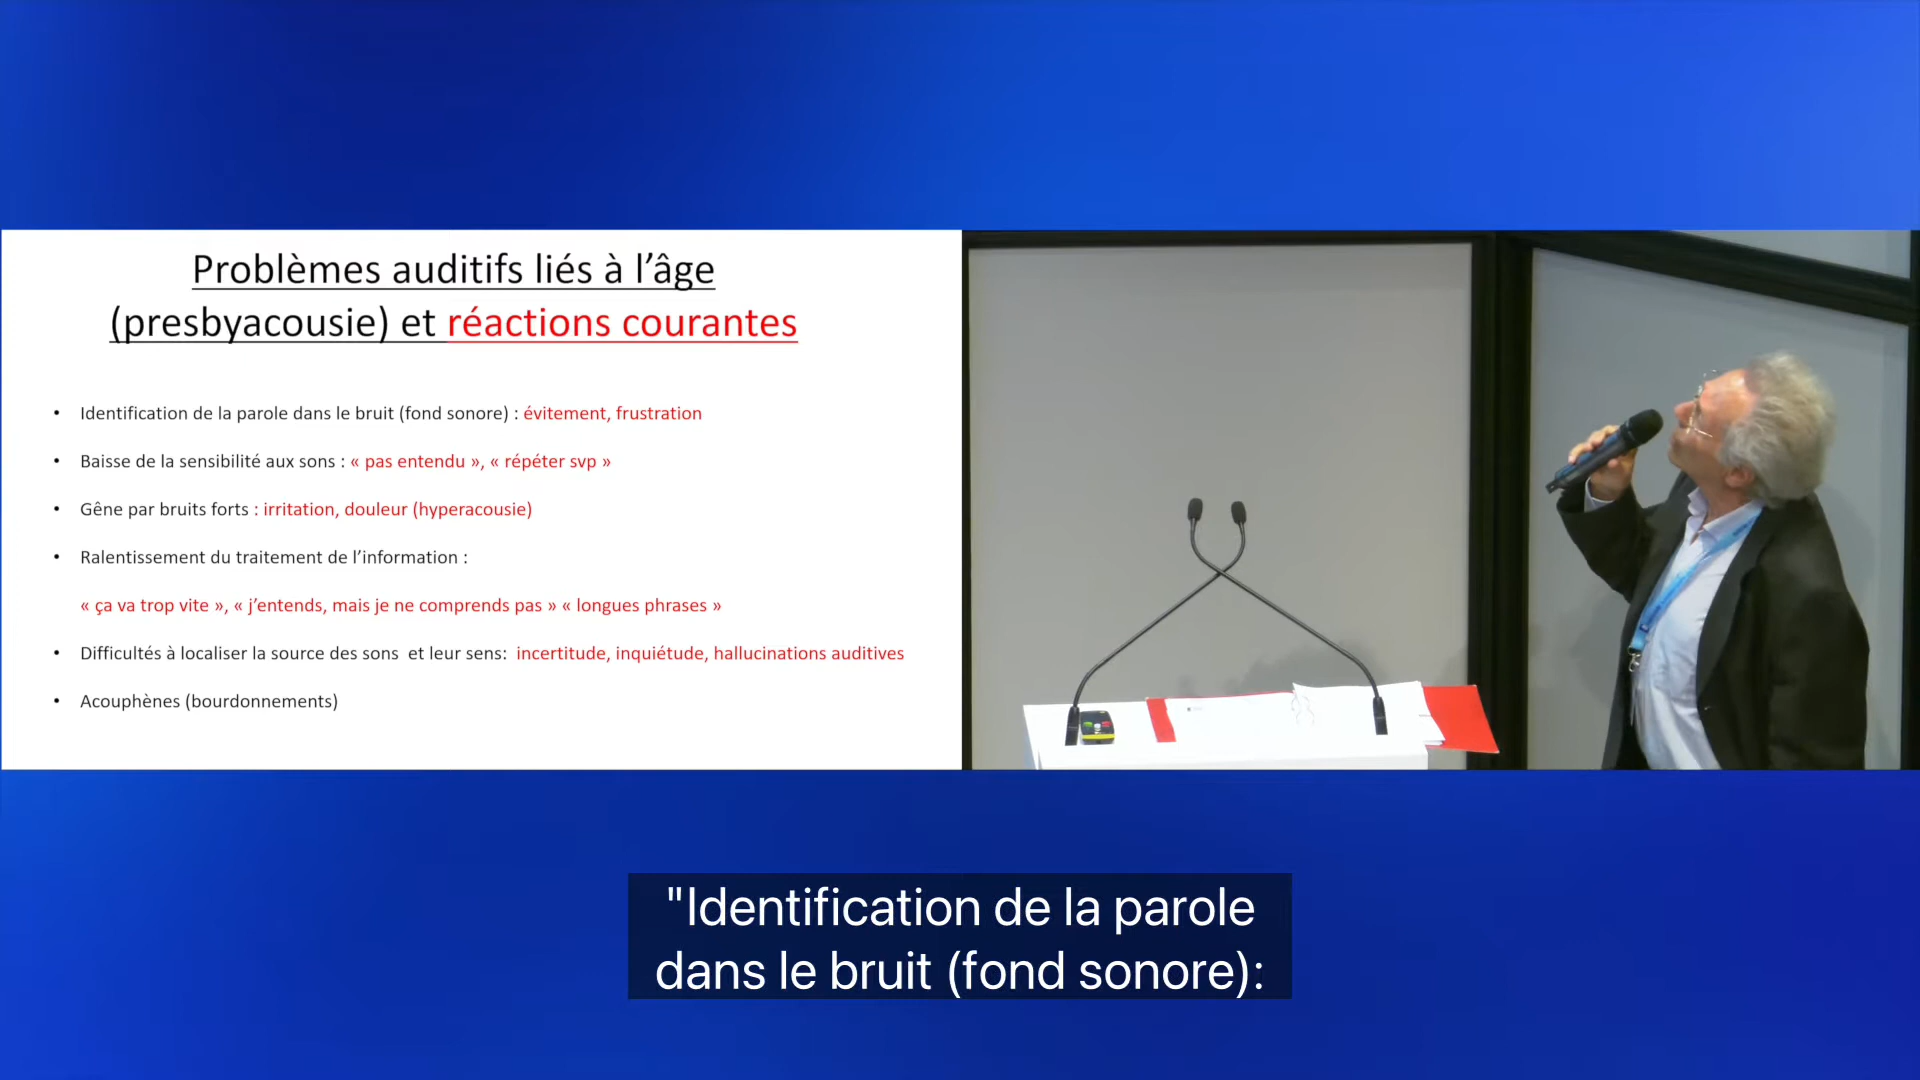 Problèmes auditifs liés à l’âge
(presbyacousie) et réactions courantes
• Identification de la parole dans le bruit (fond sonore) : évitement, frustration
• Baisse de la sensibilité aux sons : « pas entendu », « répéter svp »
• Gêne par bruits forts : irritation, douleur (hyperacousie)
• Ralentissement du traitement de l’information :
« ça va trop vite », « j’entends, mais je ne comprends pas » « longues phrases »
• Difficultés à localiser la source des sons et leur sens: incertitude, inquiétude, hallucinations auditives
• Acouphènes (bourdonnements)
"Identification de la parole
dans le bruit (fond sonore):